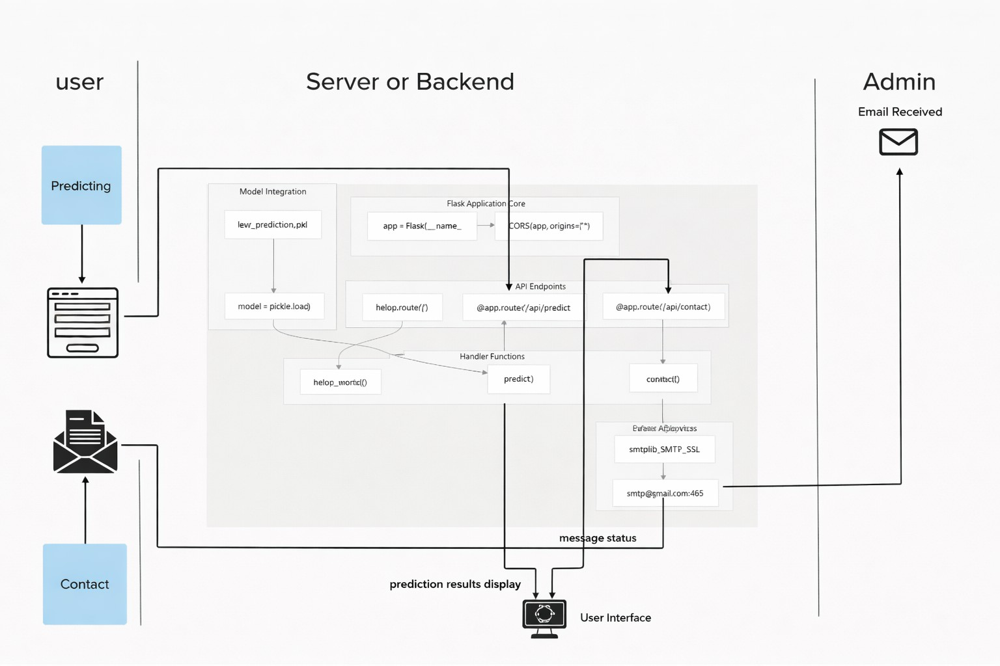 user
Server or Backend
Admin
Email Received
Predicting
Model Integration
Flask Application Core
lew_prediction,pkl
app = Flask(__name_
CORS(app, origins=["*)
API Endpoints
model = pickle.load)
helop.route(/')
@app.route'/api/predict
@app.route(/api/contact)
Handler Functions
helop_
predict)
smtplib_SMTP_SSL
smtp@gmail.com:465
message status
Contact
prediction results display
User Interface